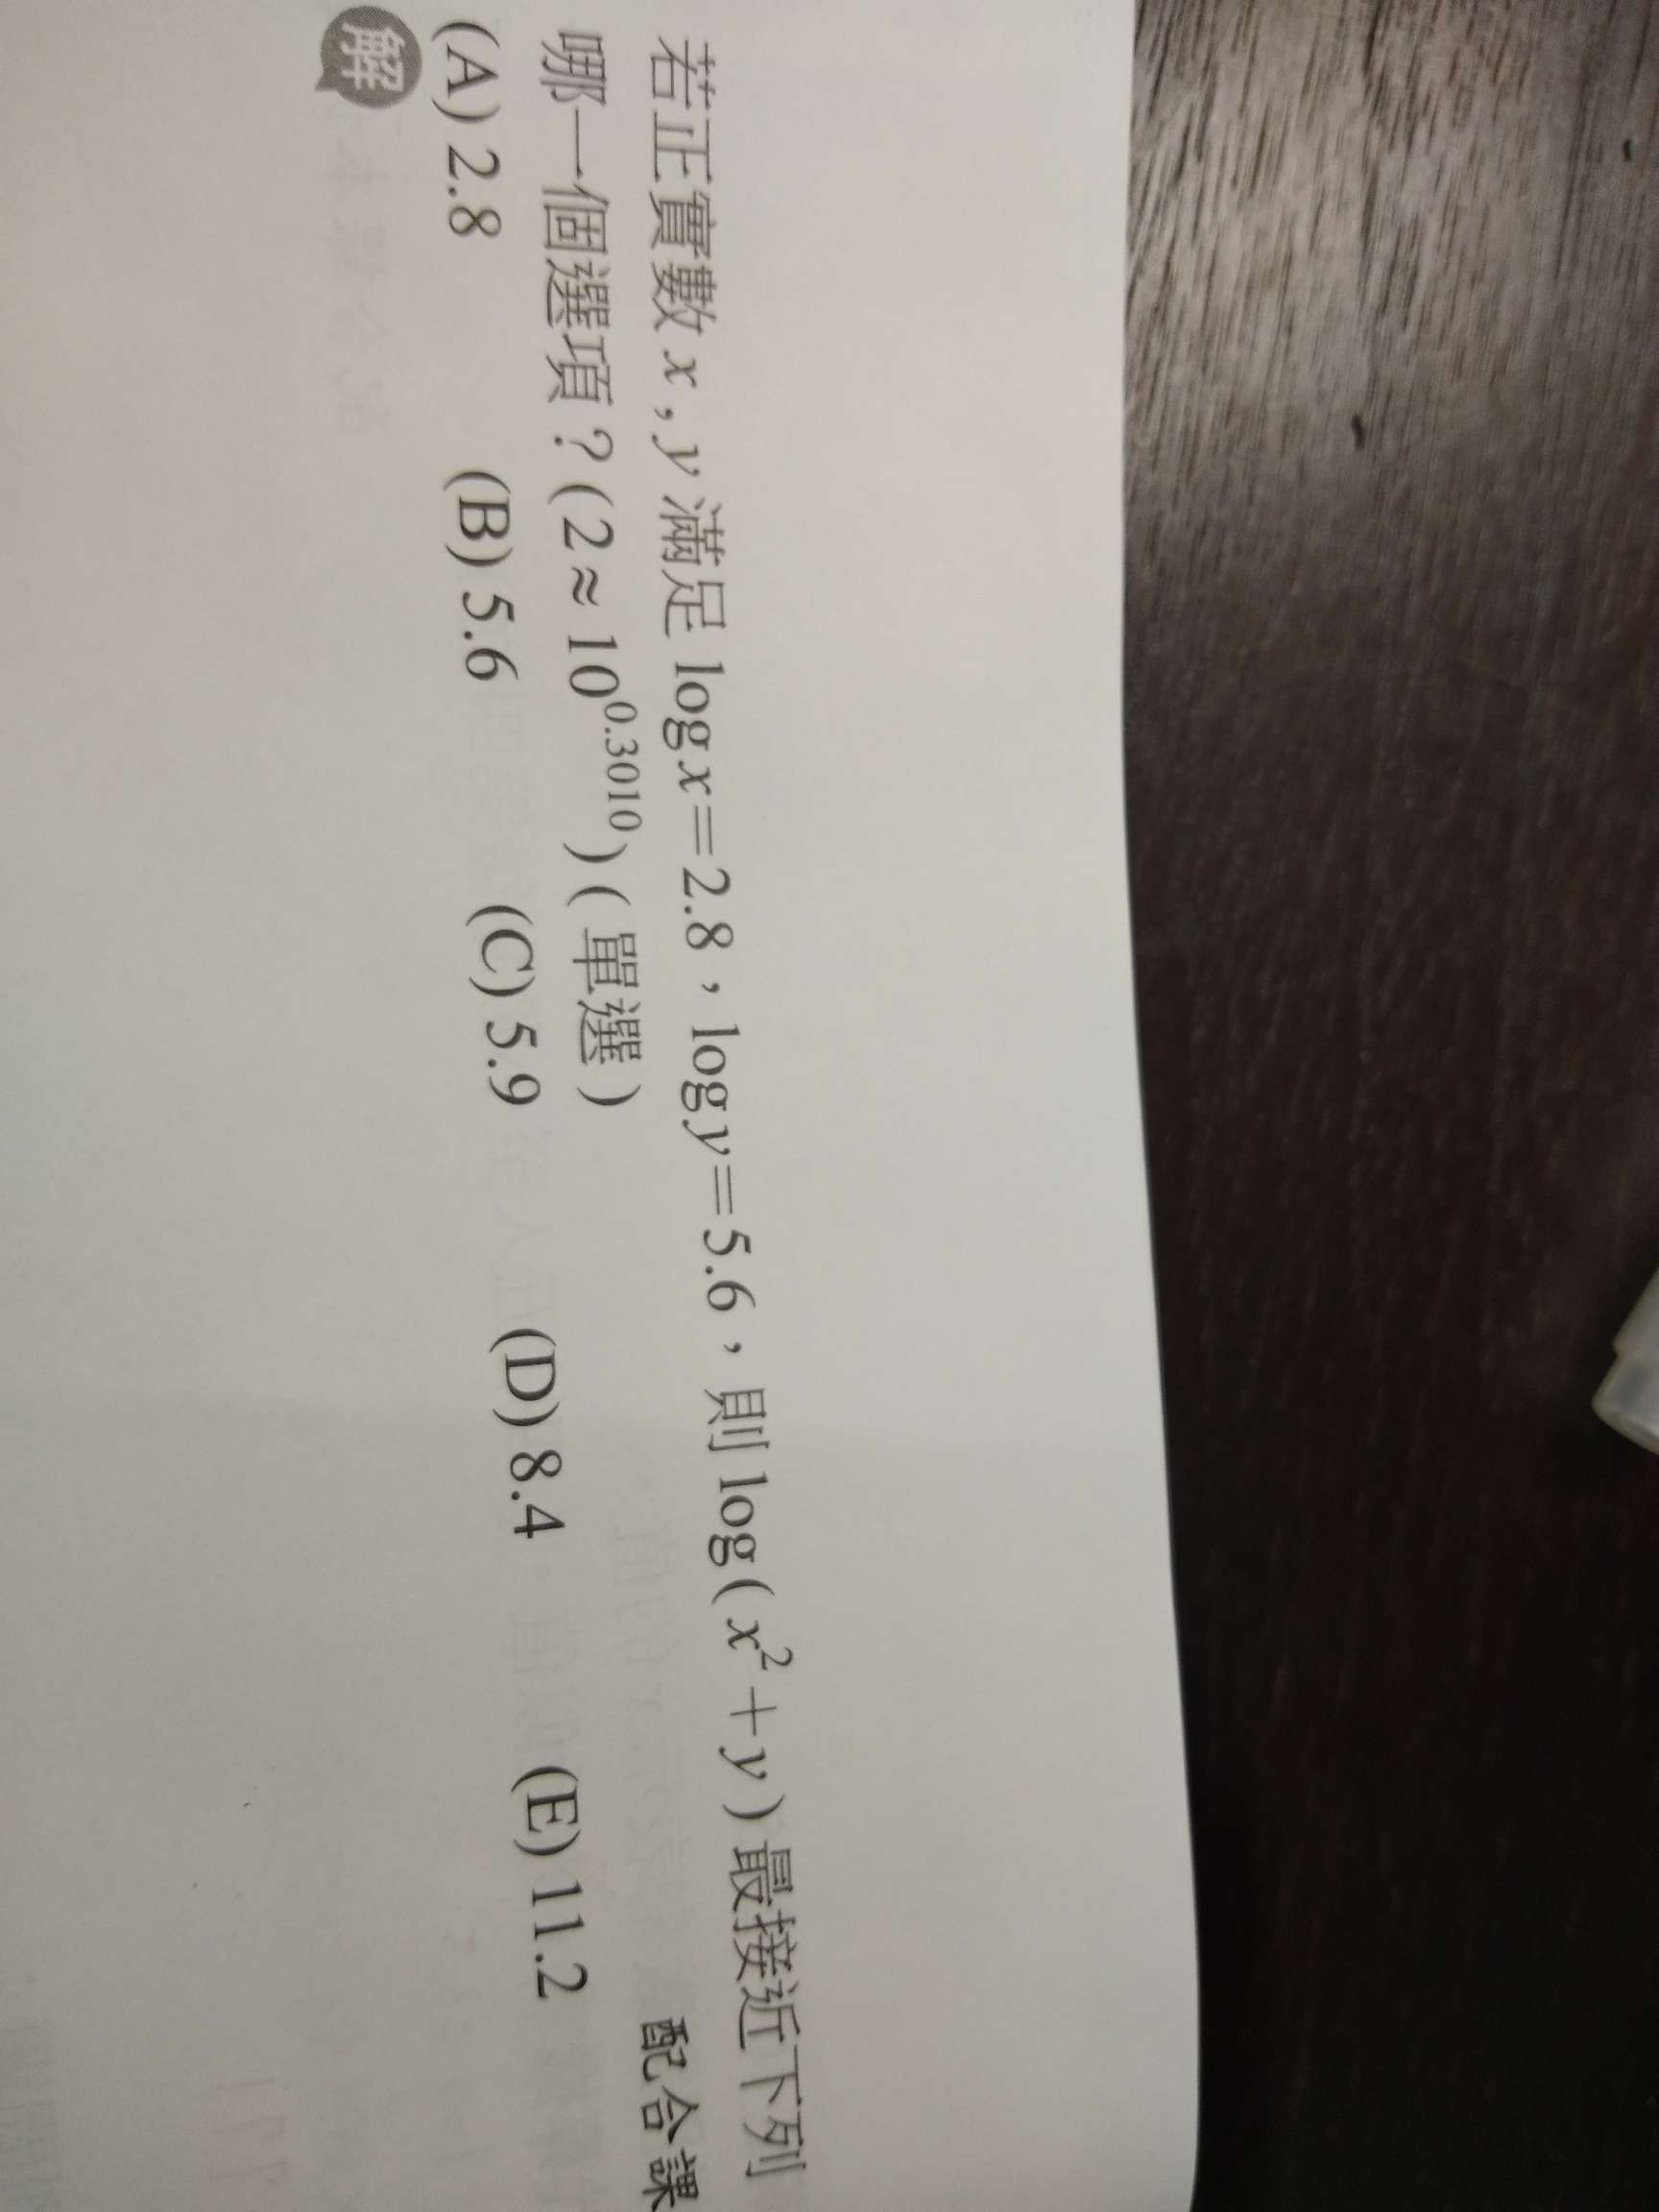 若正實數 x , y 滿足 log x=2.8，log y=5.6，則 log( x²+y ) 最接近下列
哪一個選項？( 2≈10^0.3010 ) ( 單選 )
(A) 2.8 (B) 5.6 (C) 5.9 (D) 8.4 (E) 11.2
配合課
解